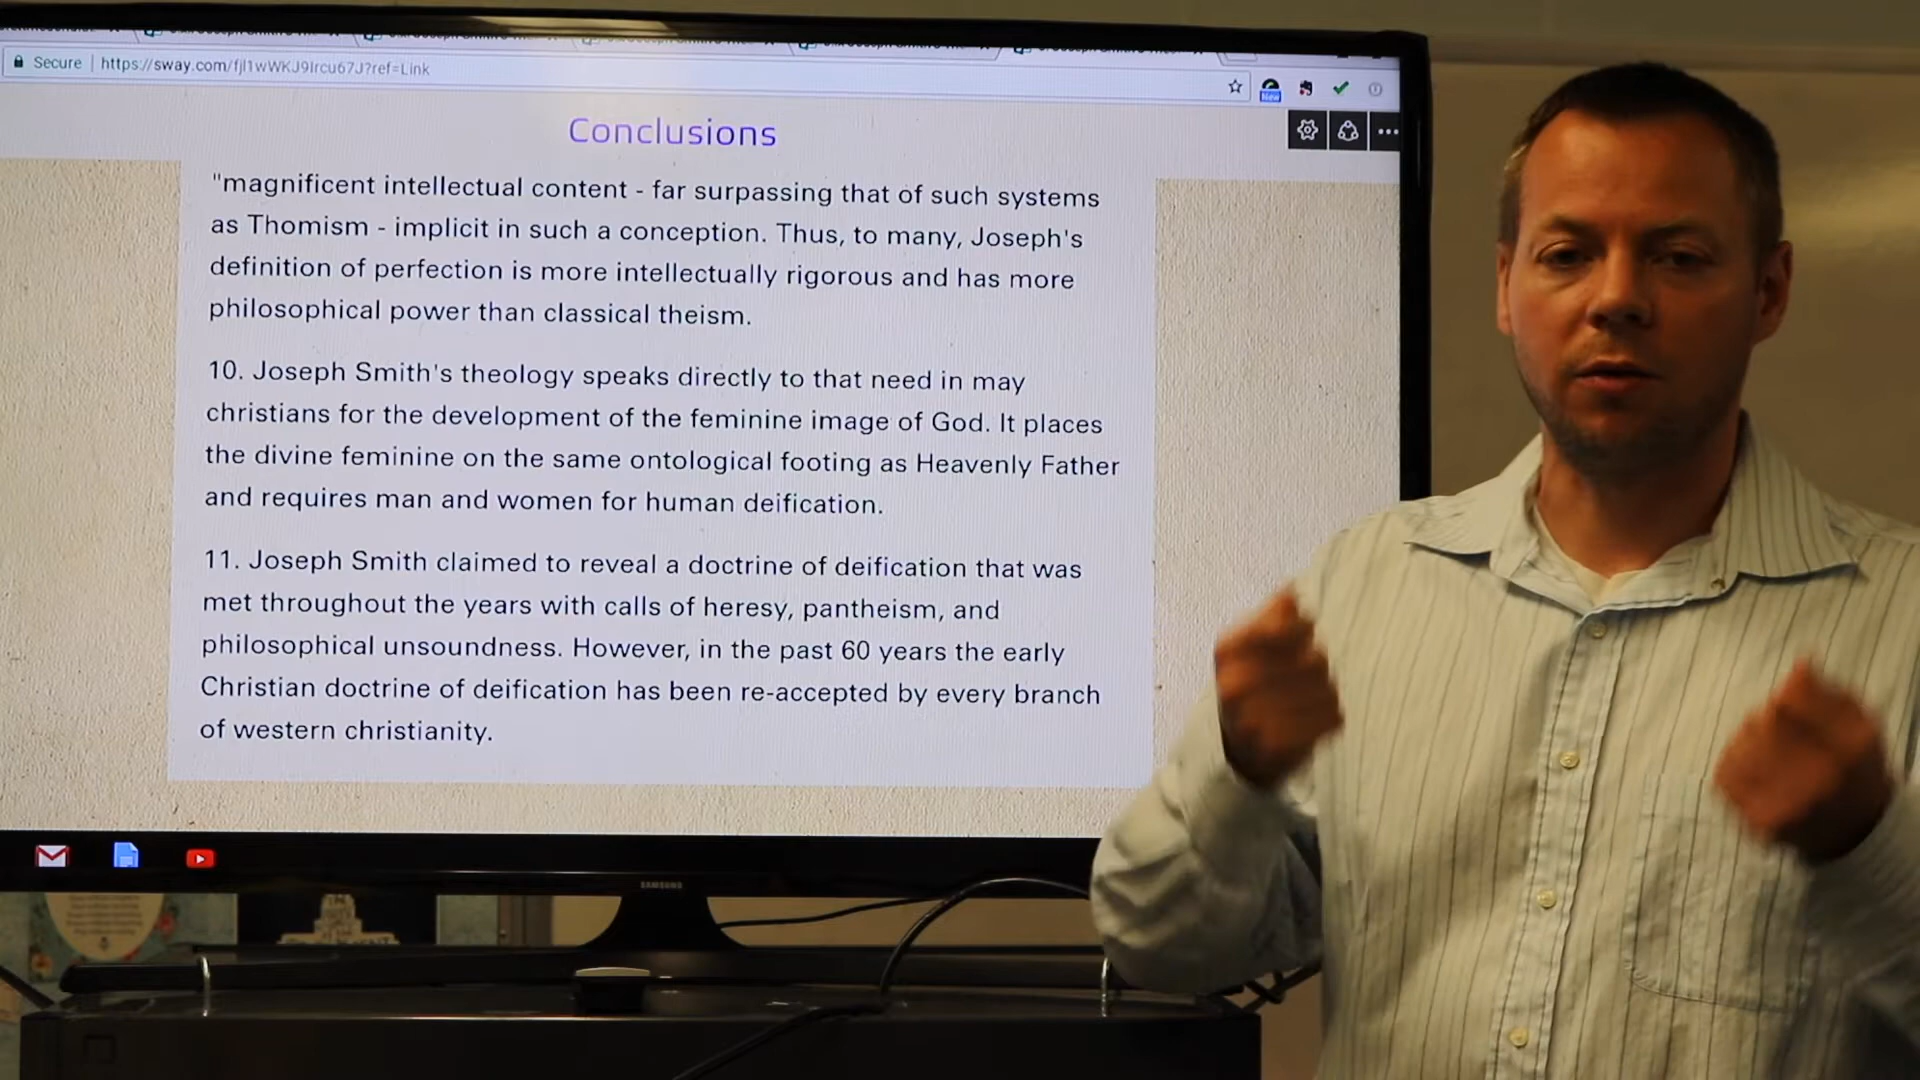 Secure https://sway.com/fjl1wWKJ9Ircu67J?ref=Link
New
Conclusions
"magnificent intellectual content - far surpassing that of such systems
as Thomism - implicit in such a conception. Thus, to many, Joseph's
definition of perfection is more intellectually rigorous and has more
philosophical power than classical theism.
10. Joseph Smith's theology speaks directly to that need in may
christians for the development of the feminine image of God. It places
the divine feminine on the same ontological footing as Heavenly Father
and requires man and women for human deification.
11. Joseph Smith claimed to reveal a doctrine of deification that was
met throughout the years with calls of heresy, pantheism, and
philosophical unsoundness. However, in the past 60 years the early
Christian doctrine of deification has been re-accepted by every branch
of western christianity.
SAMSUNG